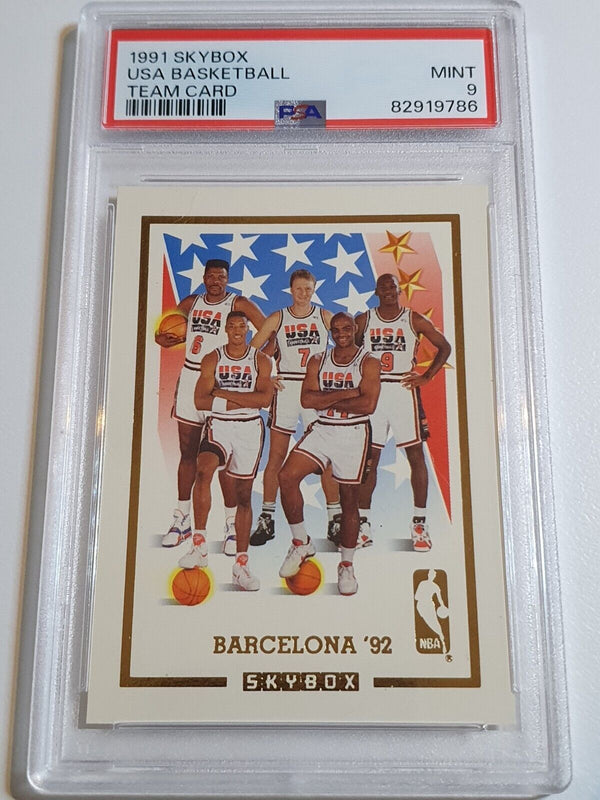 1991 SKYBOX
USA BASKETBALL MINT
TEAM CARD 9
PSA 82919786
USA
6
USA
7
USA
9
USA
USA
BARCELONA '92
NBA
®
SKYBOX